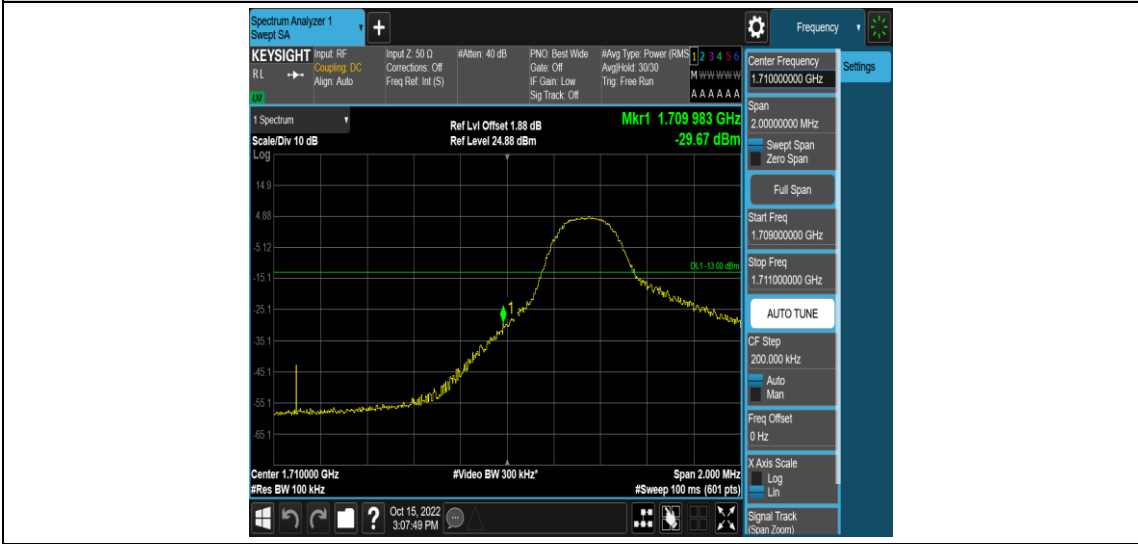 Spectrum Analyzer 1
Swept SA
+
Frequency
KEYSIGHT
RL
Input: RF
Coupling: DC
Align: Auto
Input Z: 50 Ω
Corrections: Off
Freq Ref: Int (S)
#Atten: 40 dB
PNO: Best Wide
Gate: Off
IF Gain: Low
Sig Track: Off
#Avg Type: Power (RMS
Avg|Hold: 30/30
Trig: Free Run
1 2 3 4 5 6
M W W W W W
A A A A A A
1 Spectrum
Scale/Div 10 dB
Log
Ref Lvl Offset 1.88 dB
Ref Level 24.88 dBm
Mkr1 1.709 983 GHz
-29.67 dBm
14.9
4.88
-5.12
-15.1
-25.1
-35.1
-45.1
-55.1
-65.1
DL1 -13.00 dBm
1
Center 1.710000 GHz
#Res BW 100 kHz
#Video BW 300 kHz*
Span 2.000 MHz
#Sweep 100 ms (601 pts)
?
Oct 15, 2022
3:07:49 PM
Center Frequency
1.710000000 GHz
Settings
Span
2.00000000 MHz
Swept Span
Zero Span
Full Span
Start Freq
1.709000000 GHz
Stop Freq
1.711000000 GHz
AUTO TUNE
CF Step
200.000 kHz
Auto
Man
Freq Offset
0 Hz
X Axis Scale
Log
Lin
Signal Track
(Span Zoom)